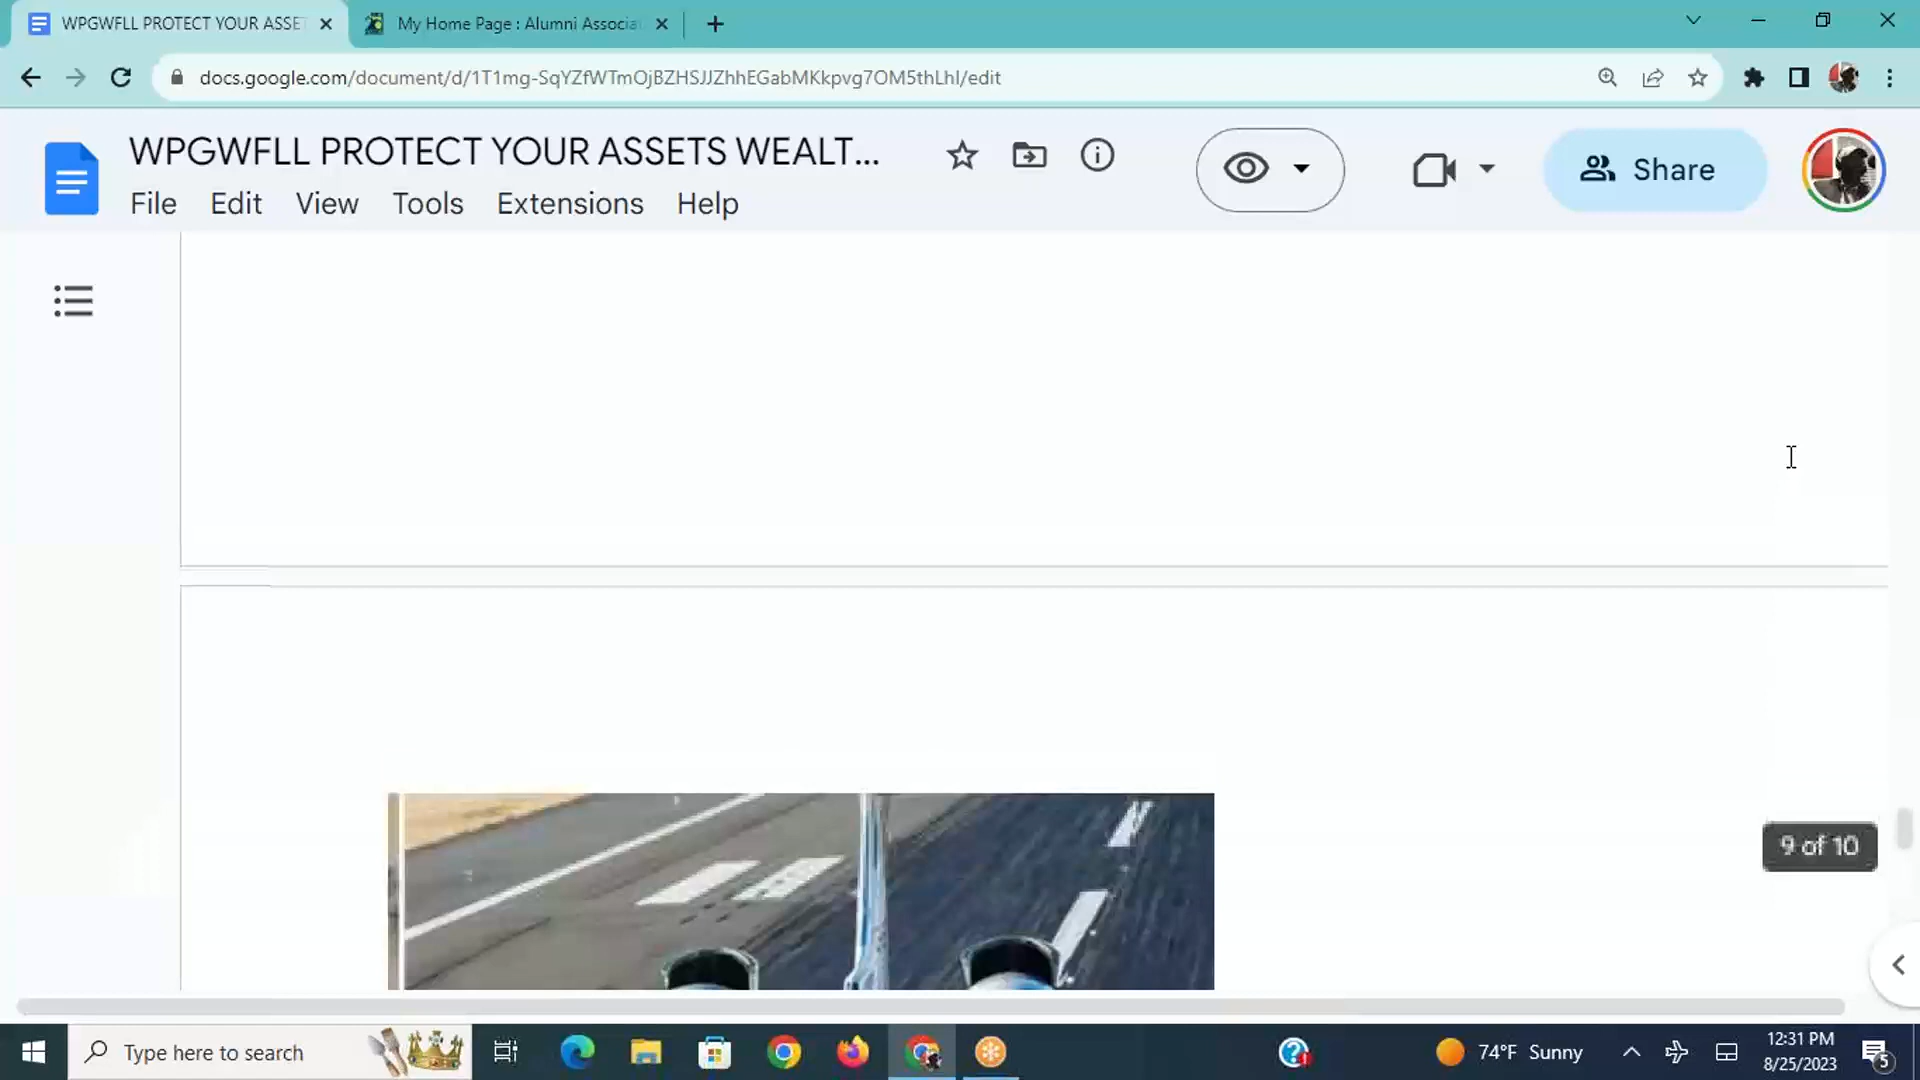 WPGWFLL PROTECT YOUR ASSE
My Home Page : Alumni Associa
docs.google.com/document/d/1T1mg-SqYZfWTmOjBZHSJJZhhEGabMKkpvg7OM5thLhI/edit
WPGWFLL PROTECT YOUR ASSETS WEALT...
Share
File Edit View Tools Extensions Help
9 of 10
Type here to search
74°F Sunny
12:31 PM
8/25/2023
5